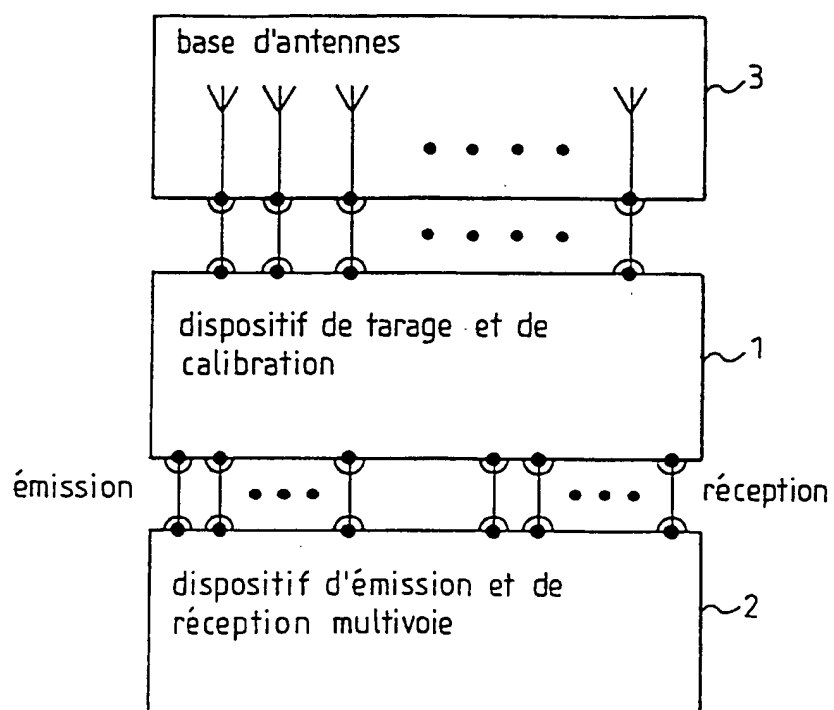 base d'antennes
3
dispositif de tarage et de
calibration
1
émission
réception
dispositif d'émission et de
réception multivoie
2